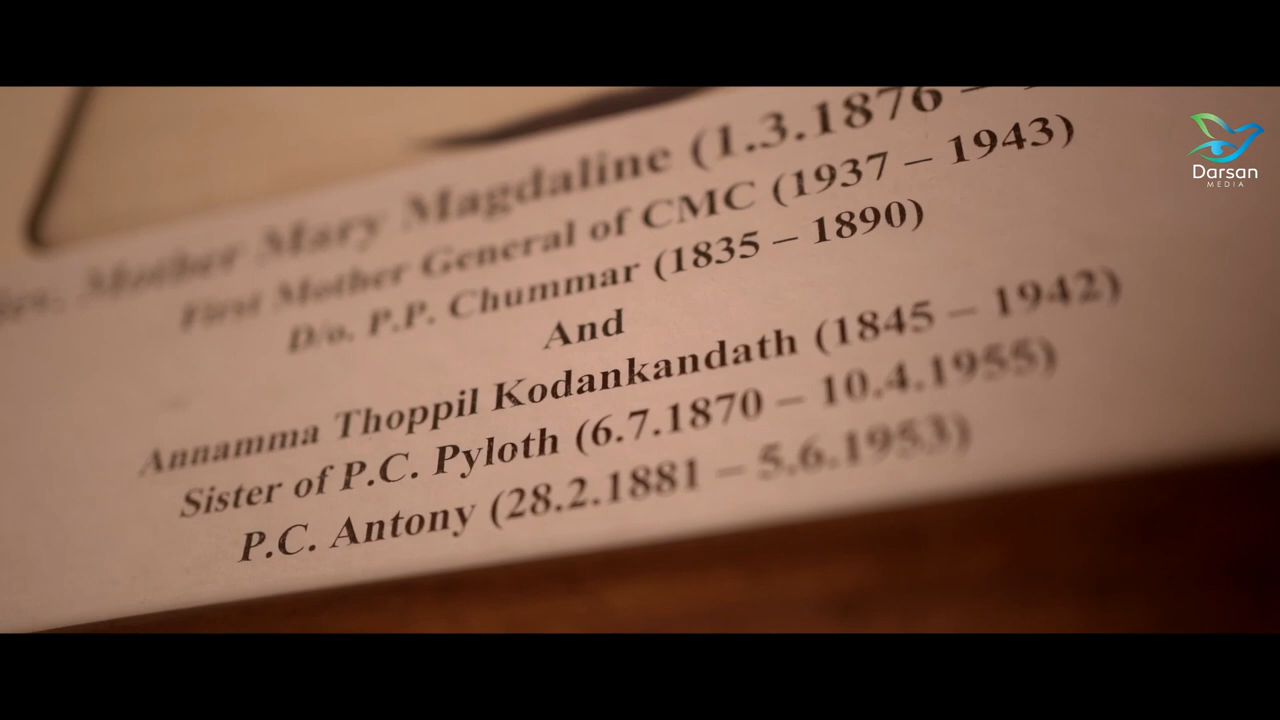 Rev. Mother Mary Magdaline (1.3.1876 –
First Mother General of CMC (1937 – 1943)
D/o. P.P. Chummar (1835 – 1890)
And
Annamma Thoppil Kodankandath (1845 – 1942)
Sister of P.C. Pyloth (6.7.1870 – 10.4.1955)
P.C. Antony (28.2.1881 – 5.6.1953)
Darsan
MEDIA